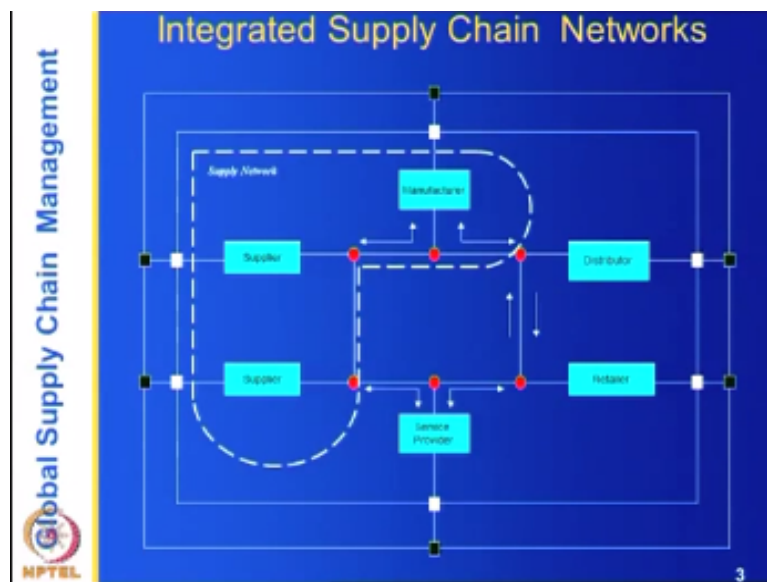 Integrated Supply Chain Networks
Global Supply Chain Management
Supply Network
Manufacturer
Supplier
Distributor
Supplier
Retailer
Service
Provider
NPTEL
3